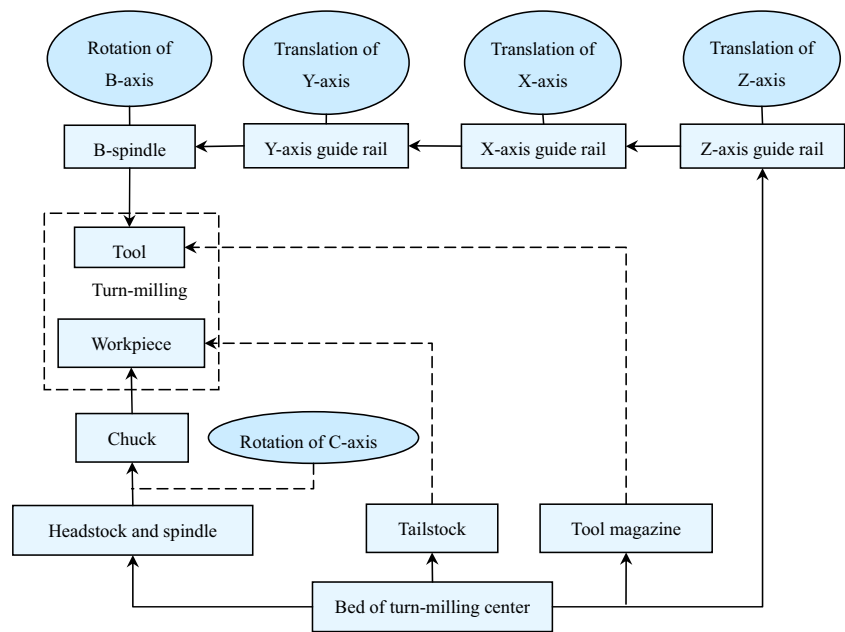 Rotation of
B-axis
Translation of
Y-axis
Translation of
X-axis
Translation of
Z-axis
B-spindle
Y-axis guide rail
X-axis guide rail
Z-axis guide rail
Tool
Turn-milling
Workpiece
Chuck
Rotation of C-axis
Headstock and spindle
Tailstock
Tool magazine
Bed of turn-milling center